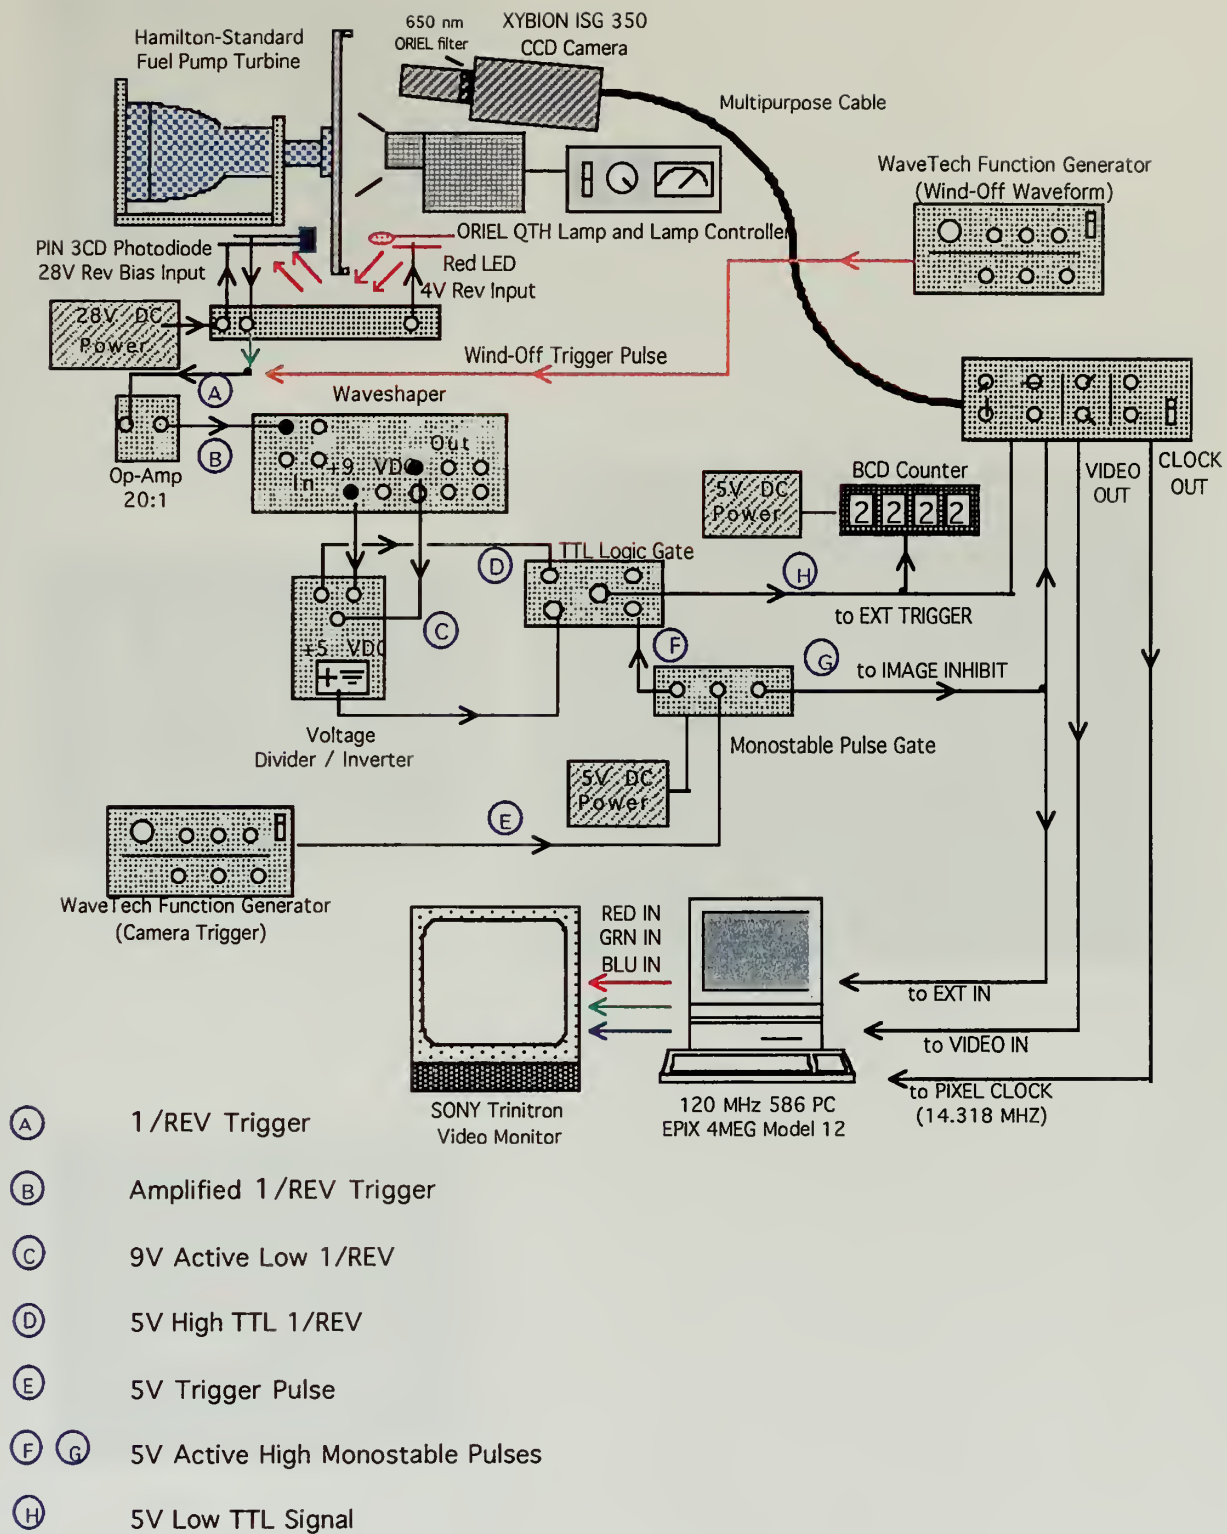 Hamilton-Standard
Fuel Pump Turbine
650 nm
ORIEL filter
XYBION ISG 350
CCD Camera
Multipurpose Cable
WaveTech Function Generator
(Wind-Off Waveform)
ORIEL QTH Lamp and Lamp Controller
PIN 3CD Photodiode
28V Rev Bias Input
Red LED
4V Rev Input
28V DC
Power
Wind-Off Trigger Pulse
A
Waveshaper
B
Op-Amp
20:1
Out
+9 VDC
In
BCD Counter
5V DC
Power
2 2 2 2
VIDEO
OUT
CLOCK
OUT
D
TTL Logic Gate
H
to EXT TRIGGER
C
F
G
to IMAGE INHIBIT
+5 VDC
Voltage
Divider / Inverter
Monostable Pulse Gate
5V DC
Power
E
WaveTech Function Generator
(Camera Trigger)
RED IN
GRN IN
BLU IN
to EXT IN
to VIDEO IN
to PIXEL CLOCK
(14.318 MHZ)
SONY Trinitron
Video Monitor
120 MHz 586 PC
EPIX 4MEG Model 12
A 1/REV Trigger
B Amplified 1/REV Trigger
C 9V Active Low 1/REV
D 5V High TTL 1/REV
E 5V Trigger Pulse
F G 5V Active High Monostable Pulses
H 5V Low TTL Signal